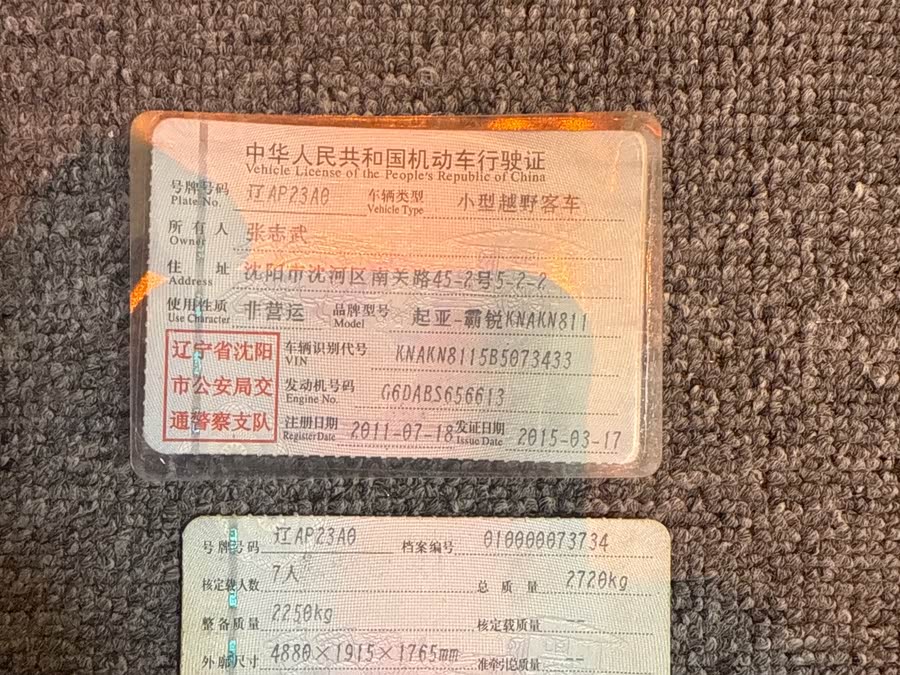 中华人民共和国机动车行驶证
Vehicle License of the People's Republic of China
号牌号码 辽AP23A0 车辆类型 小型越野客车
Plate No. Vehicle Type
所有人 张志武
Owner
住址 沈阳市沈河区南关路45-2号5-2-2
Address
使用性质 非营运 品牌型号 起亚-霸锐KNAKN811
Use Character Model
辽宁省沈阳
市公安局交
通警察支队
车辆识别代号 KNAKN8115B5073433
VIN
发动机号码 G6DABS656613
Engine No.
注册日期 2011-07-18 发证日期 2015-03-17
Register Date Issue Date
号牌号码 辽AP23A0 档案编号 010000073734
核定载人数 7人 总质量 2720kg
整备质量 2250kg 核定载质量 --
外廓尺寸 4880×1915×1765mm 准牵引总质量 --